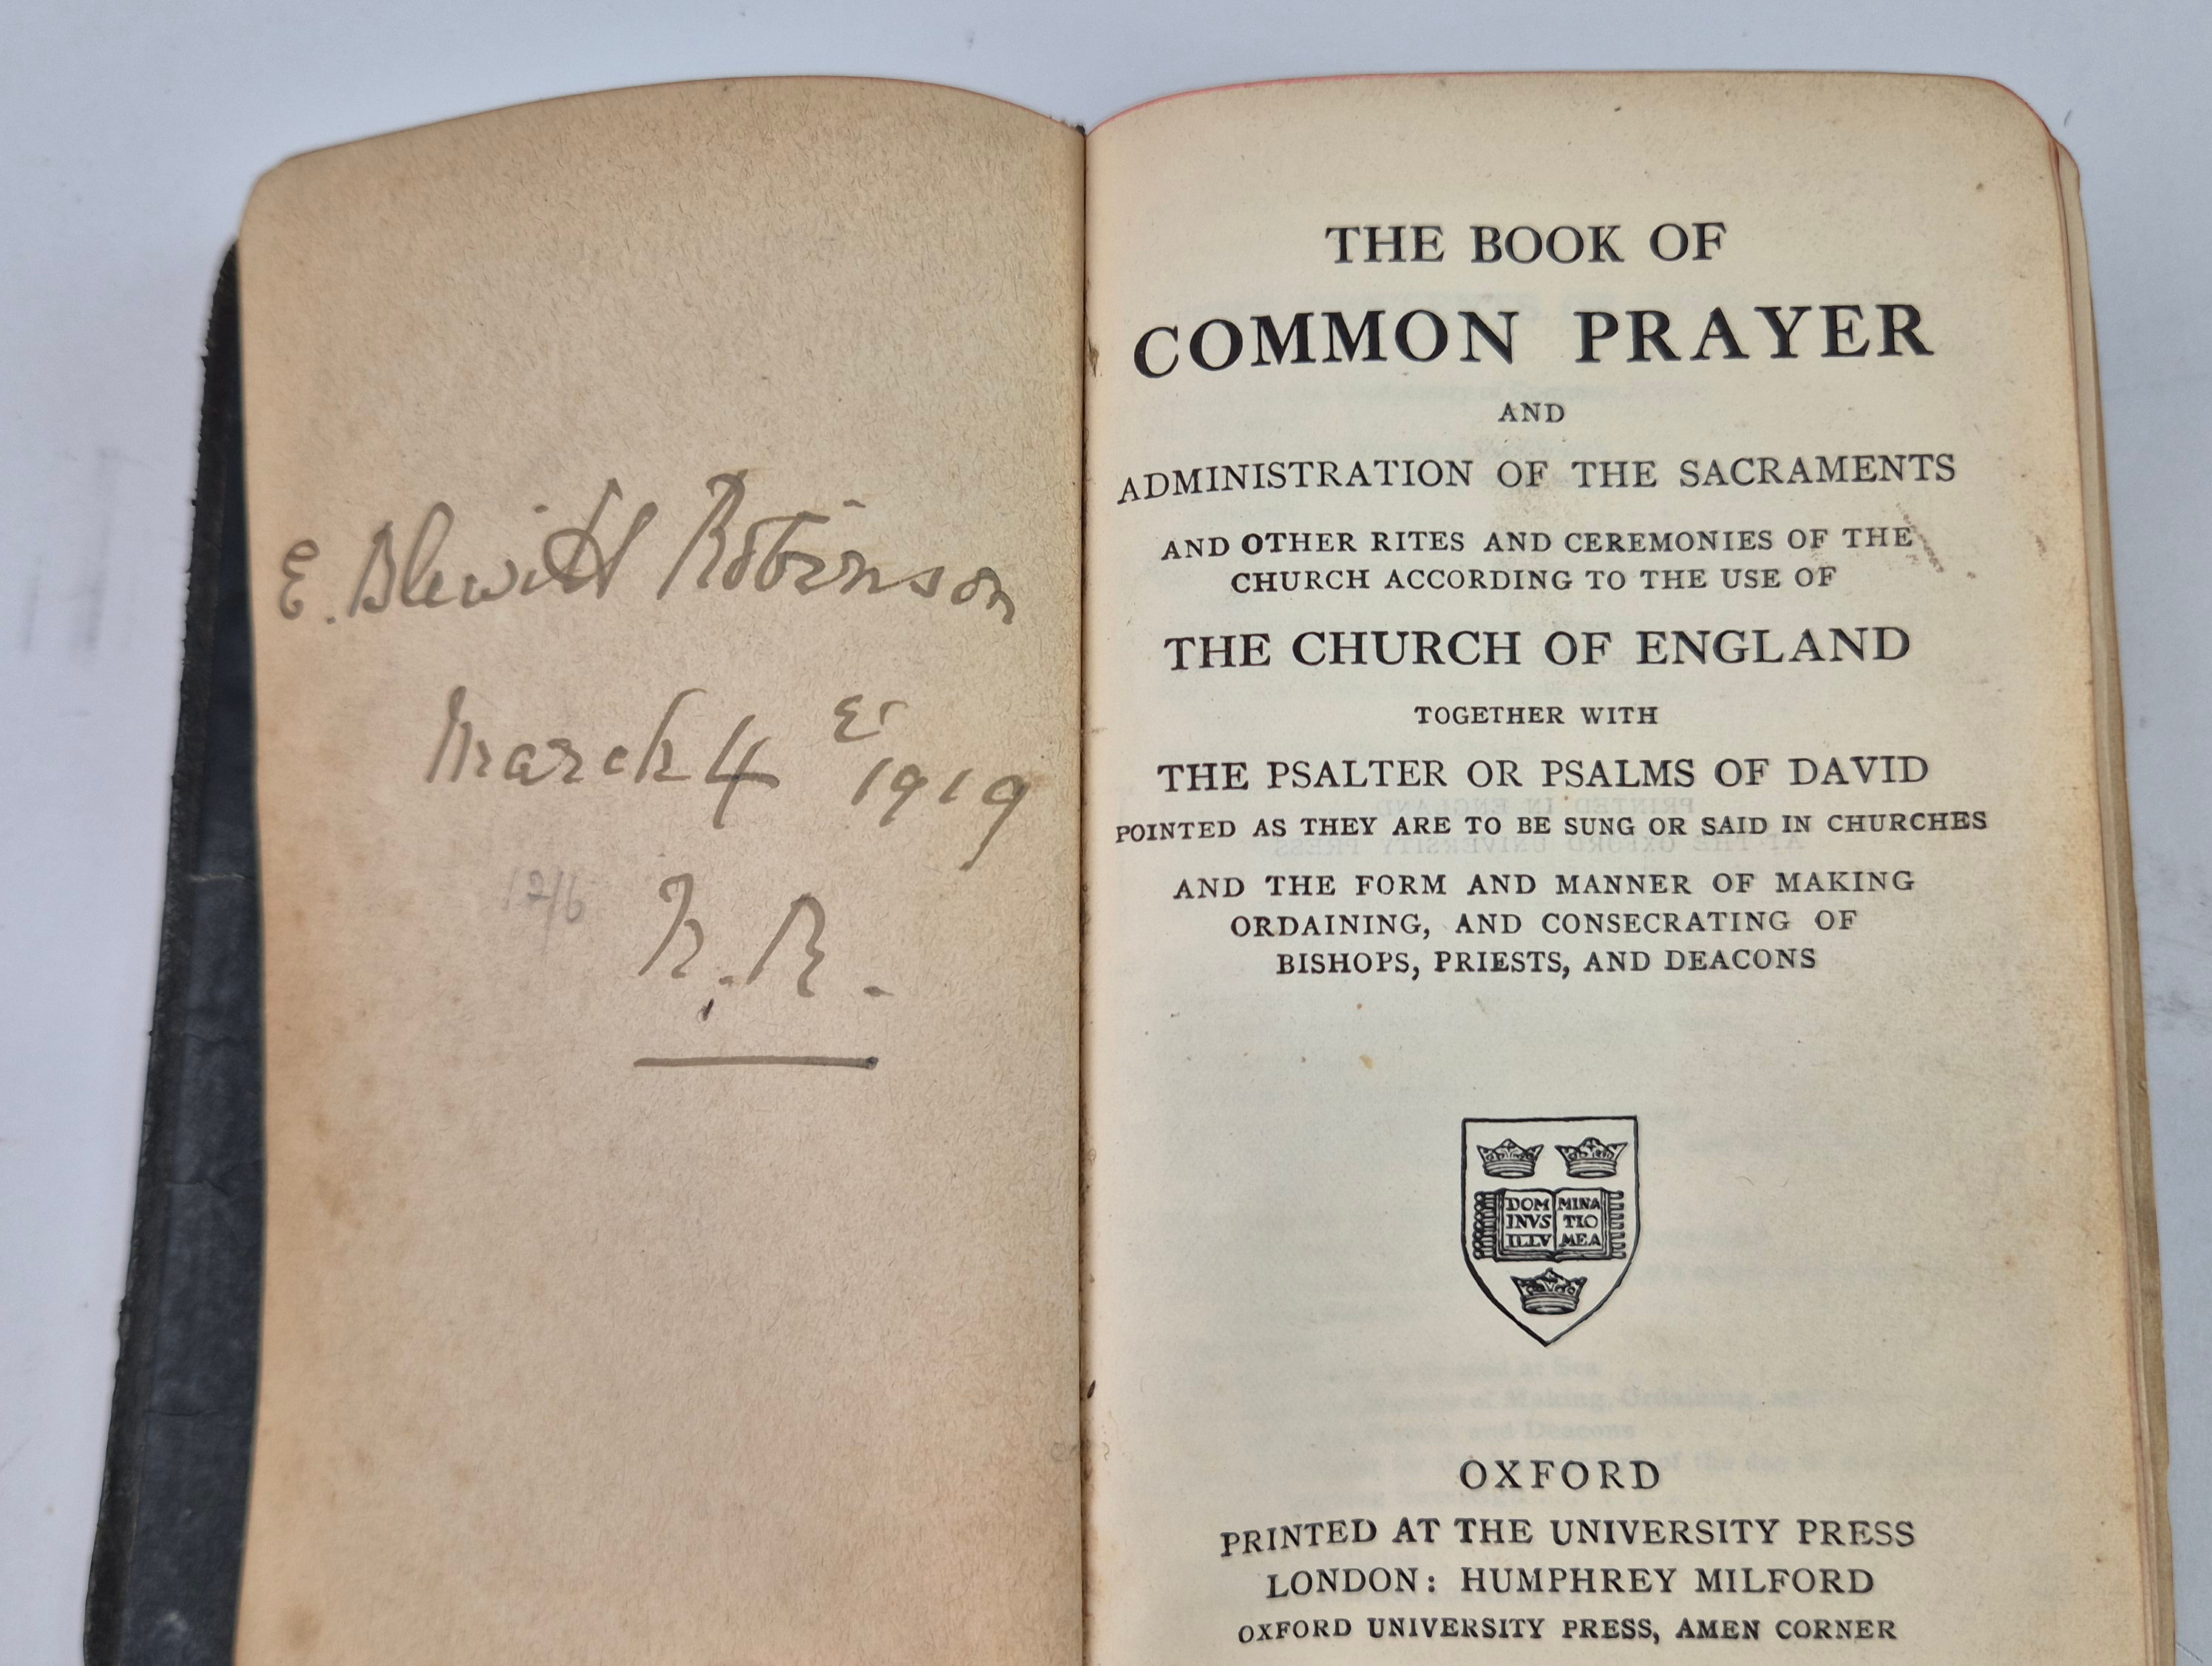 E. Blewitt Robinson
March 4th 1919
12/6
N. R.
THE BOOK OF
COMMON PRAYER
AND
ADMINISTRATION OF THE SACRAMENTS
AND OTHER RITES AND CEREMONIES OF THE
CHURCH ACCORDING TO THE USE OF
THE CHURCH OF ENGLAND
TOGETHER WITH
THE PSALTER OR PSALMS OF DAVID
POINTED AS THEY ARE TO BE SUNG OR SAID IN CHURCHES
AND THE FORM AND MANNER OF MAKING
ORDAINING, AND CONSECRATING OF
BISHOPS, PRIESTS, AND DEACONS
DOM MINA
INVS TIO
ILLV MEA
OXFORD
PRINTED AT THE UNIVERSITY PRESS
LONDON: HUMPHREY MILFORD
OXFORD UNIVERSITY PRESS, AMEN CORNER